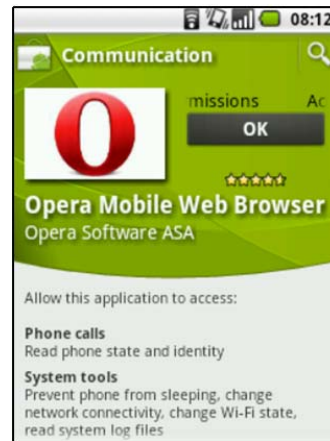 08:12
Communication
missions Ac
OK
Opera Mobile Web Browser
Opera Software ASA
Allow this application to access:
Phone calls
Read phone state and identity
System tools
Prevent phone from sleeping, change
network connectivity, change Wi-Fi state,
read system log files